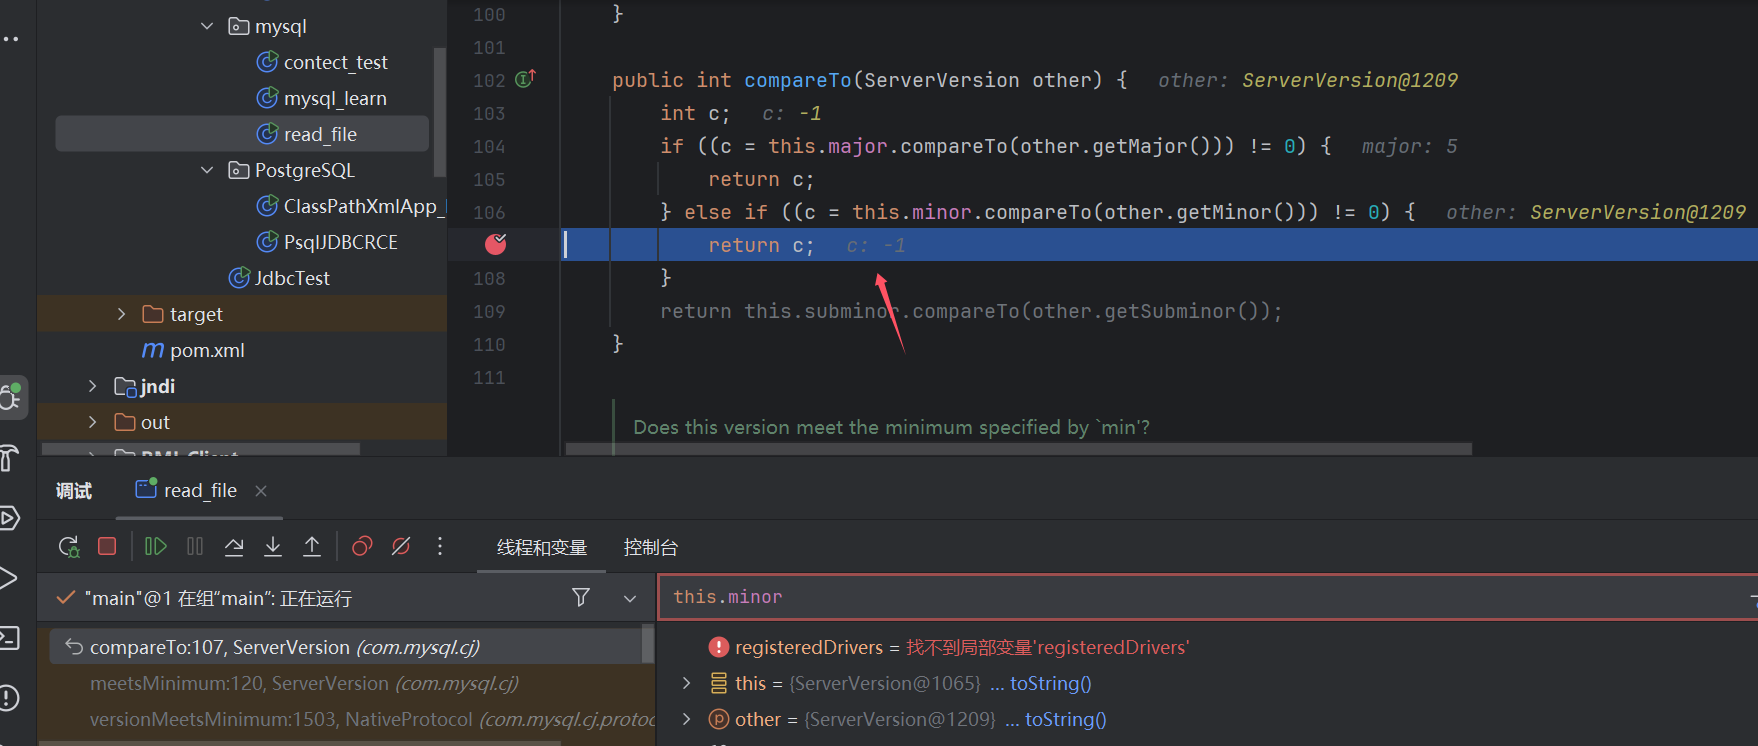 mysql
contect_test
mysql_learn
read_file
PostgreSQL
ClassPathXmlApp_
PsqlJDBCRCE
JdbcTest
target
pom.xml
jndi
out
100 }
101
102 public int compareTo(ServerVersion other) { other: ServerVersion@1209
103 int c; c: -1
104 if ((c = this.major.compareTo(other.getMajor())) != 0) { major: 5
105 return c;
106 } else if ((c = this.minor.compareTo(other.getMinor())) != 0) { other: ServerVersion@1209
return c; c: -1
108 }
109 return this.subminor.compareTo(other.getSubminor());
110 }
111
Does this version meet the minimum specified by `min'?
调试 read_file
线程和变量 控制台
"main"@1 在组“main”: 正在运行
compareTo:107, ServerVersion (com.mysql.cj)
meetsMinimum:120, ServerVersion (com.mysql.cj)
versionMeetsMinimum:1503, NativeProtocol (com.mysql.cj.protoc
this.minor
registeredDrivers = 找不到局部变量'registeredDrivers'
this = {ServerVersion@1065} ... toString()
other = {ServerVersion@1209} ... toString()